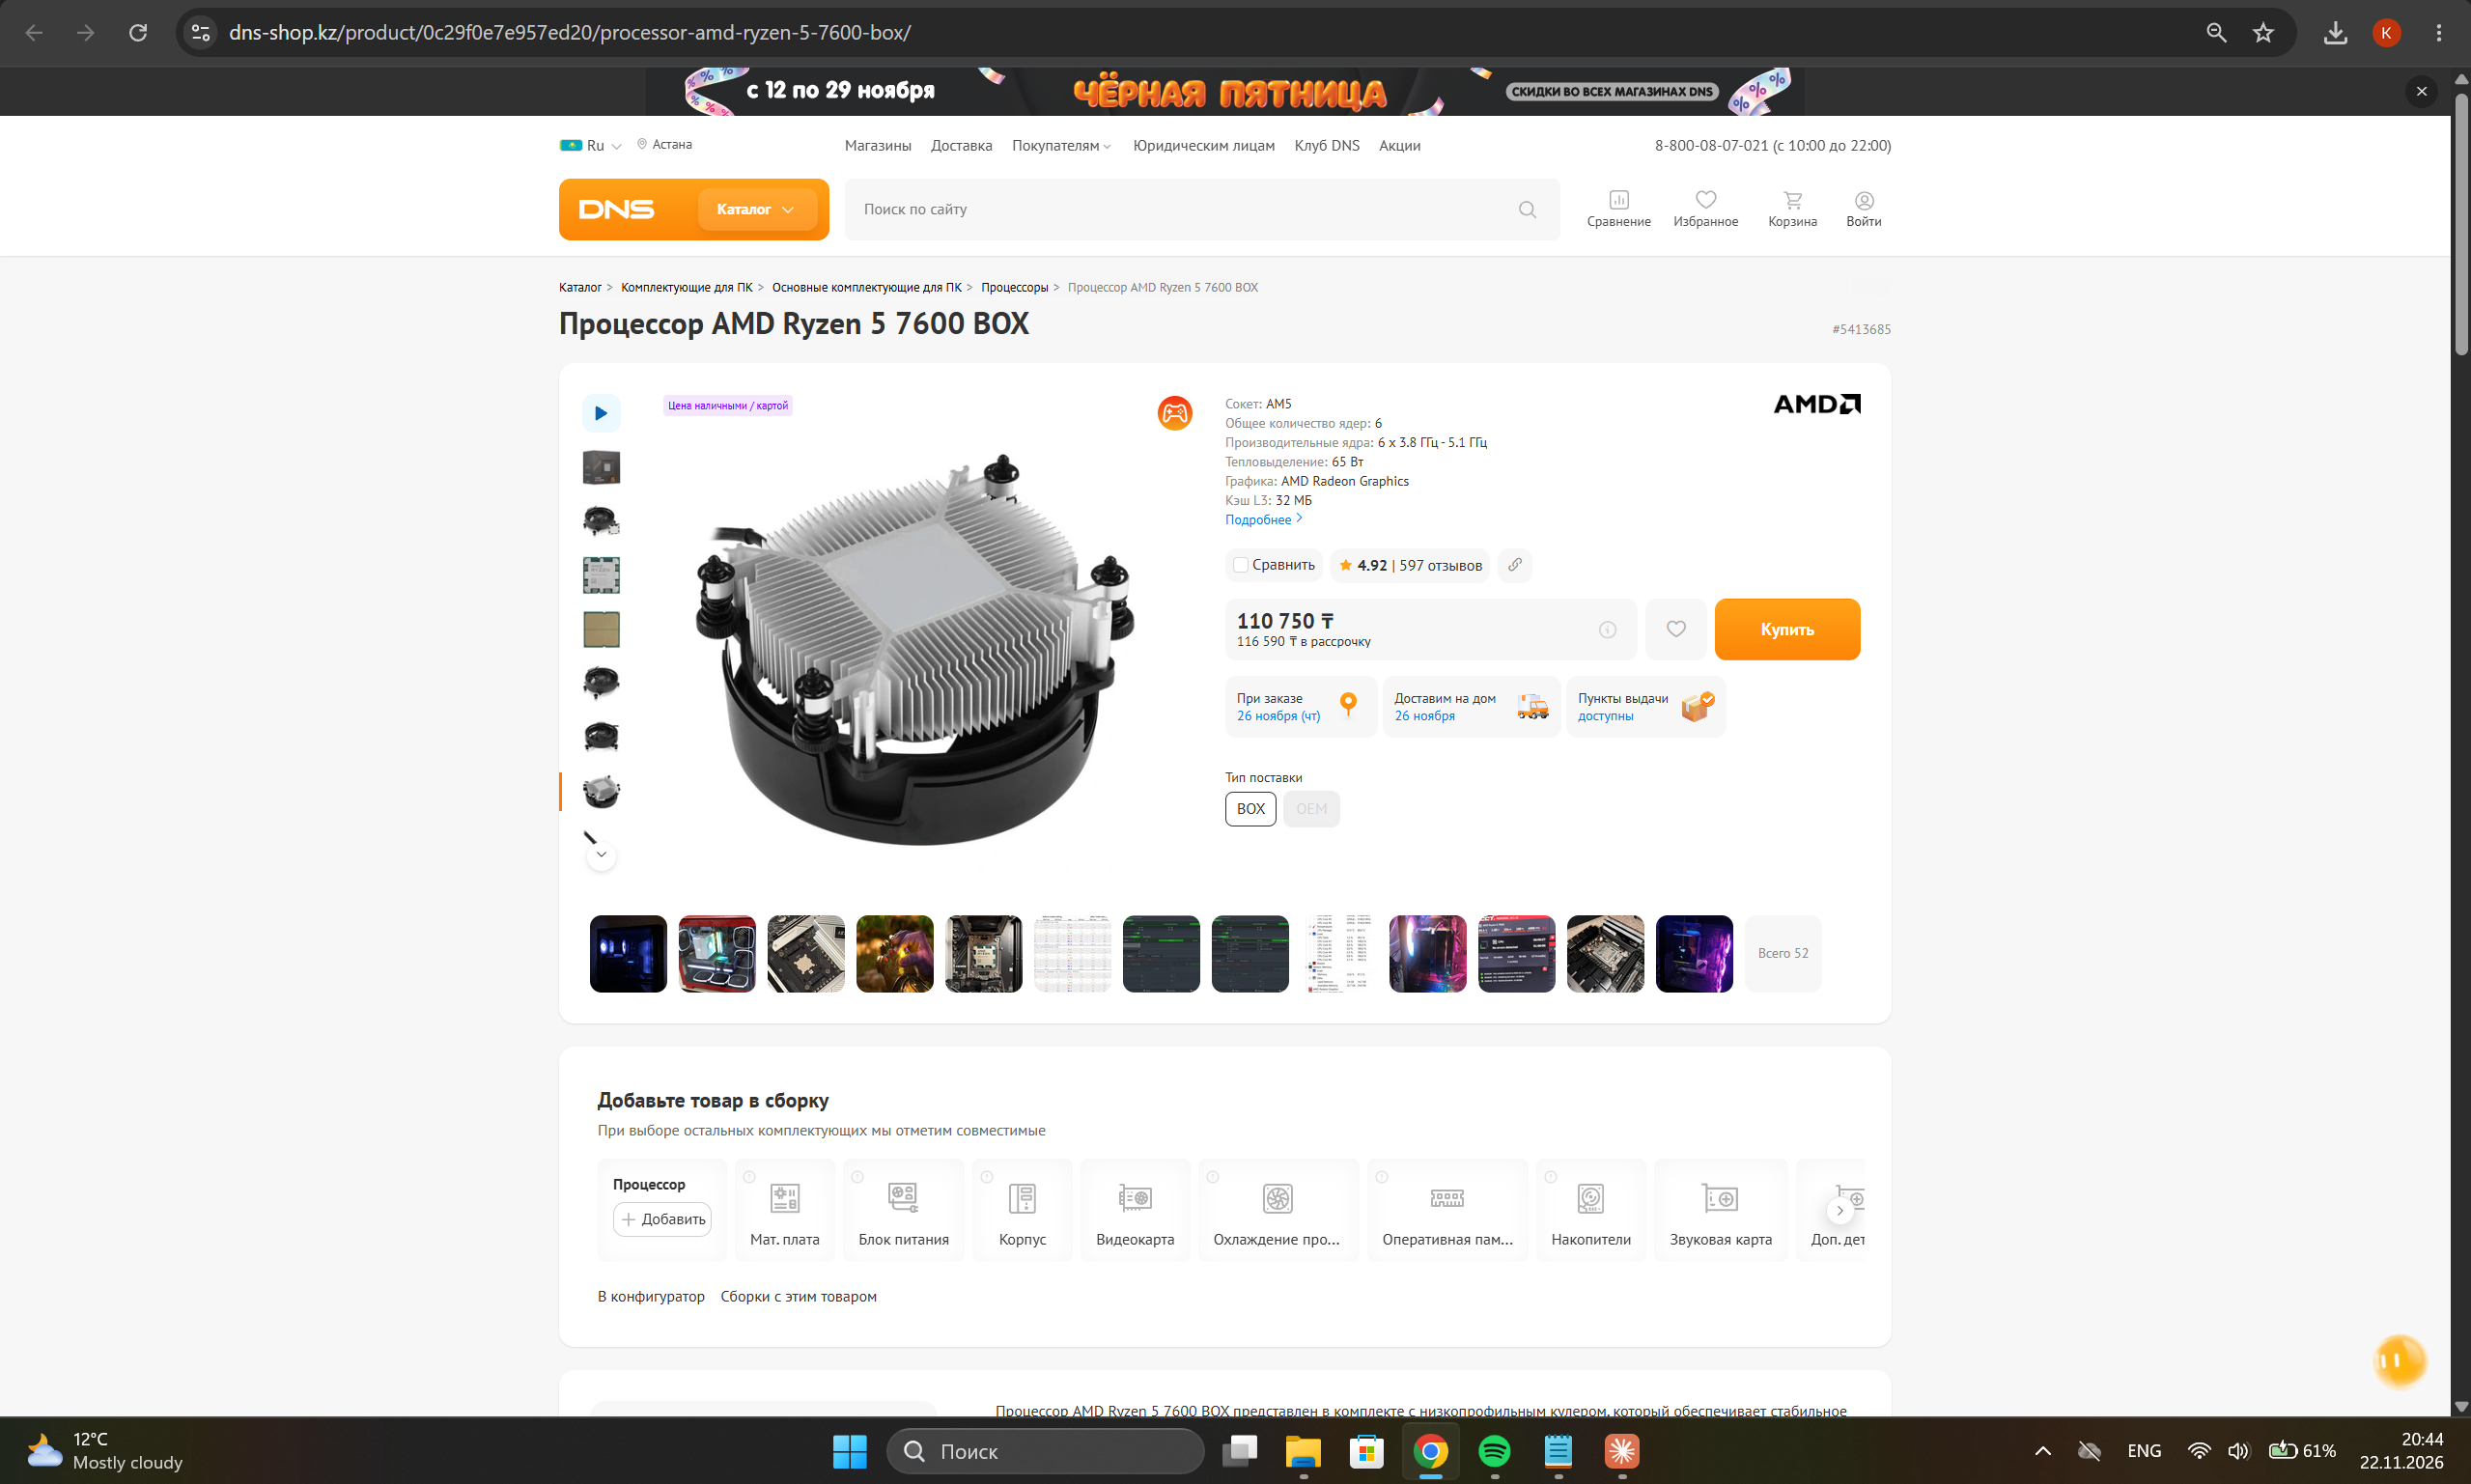 dns-shop.kz/product/0c29f0e7e957ed20/processor-amd-ryzen-5-7600-box/
K
с 12 по 29 ноября
ЧЁРНАЯ ПЯТНИЦА
СКИДКИ ВО ВСЕХ МАГАЗИНАХ DNS
Ru
Астана
Магазины
Доставка
Покупателям
Юридическим лицам
Клуб DNS
Акции
8-800-08-07-021 (с 10:00 до 22:00)
DNS
Каталог
Поиск по сайту
Сравнение
Избранное
Корзина
Войти
Каталог > Комплектующие для ПК > Основные комплектующие для ПК > Процессоры > Процессор AMD Ryzen 5 7600 BOX
Процессор AMD Ryzen 5 7600 BOX
#5413685
Цена наличными / картой
Сокет: AM5
Общее количество ядер: 6
Производительные ядра: 6 x 3.8 ГГц - 5.1 ГГц
Тепловыделение: 65 Вт
Графика: AMD Radeon Graphics
Кэш L3: 32 МБ
Подробнее
AMD
Сравнить
4.92 | 597 отзывов
110 750 ₸
116 590 ₸ в рассрочку
Купить
При заказе
26 ноября (чт)
Доставим на дом
26 ноября
Пункты выдачи
доступны
Тип поставки
BOX
OEM
Всего 52
Добавьте товар в сборку
При выборе остальных комплектующих мы отметим совместимые
Процессор
Добавить
Мат. плата
Блок питания
Корпус
Видеокарта
Охлаждение про...
Оперативная пам...
Накопители
Звуковая карта
Доп. дет
В конфигуратор
Сборки с этим товаром
Процессор AMD Ryzen 5 7600 BOX представлен в комплекте с низкопрофильным кулером, который обеспечивает стабильное
12°C
Mostly cloudy
Поиск
ENG
61%
20:44
22.11.2026